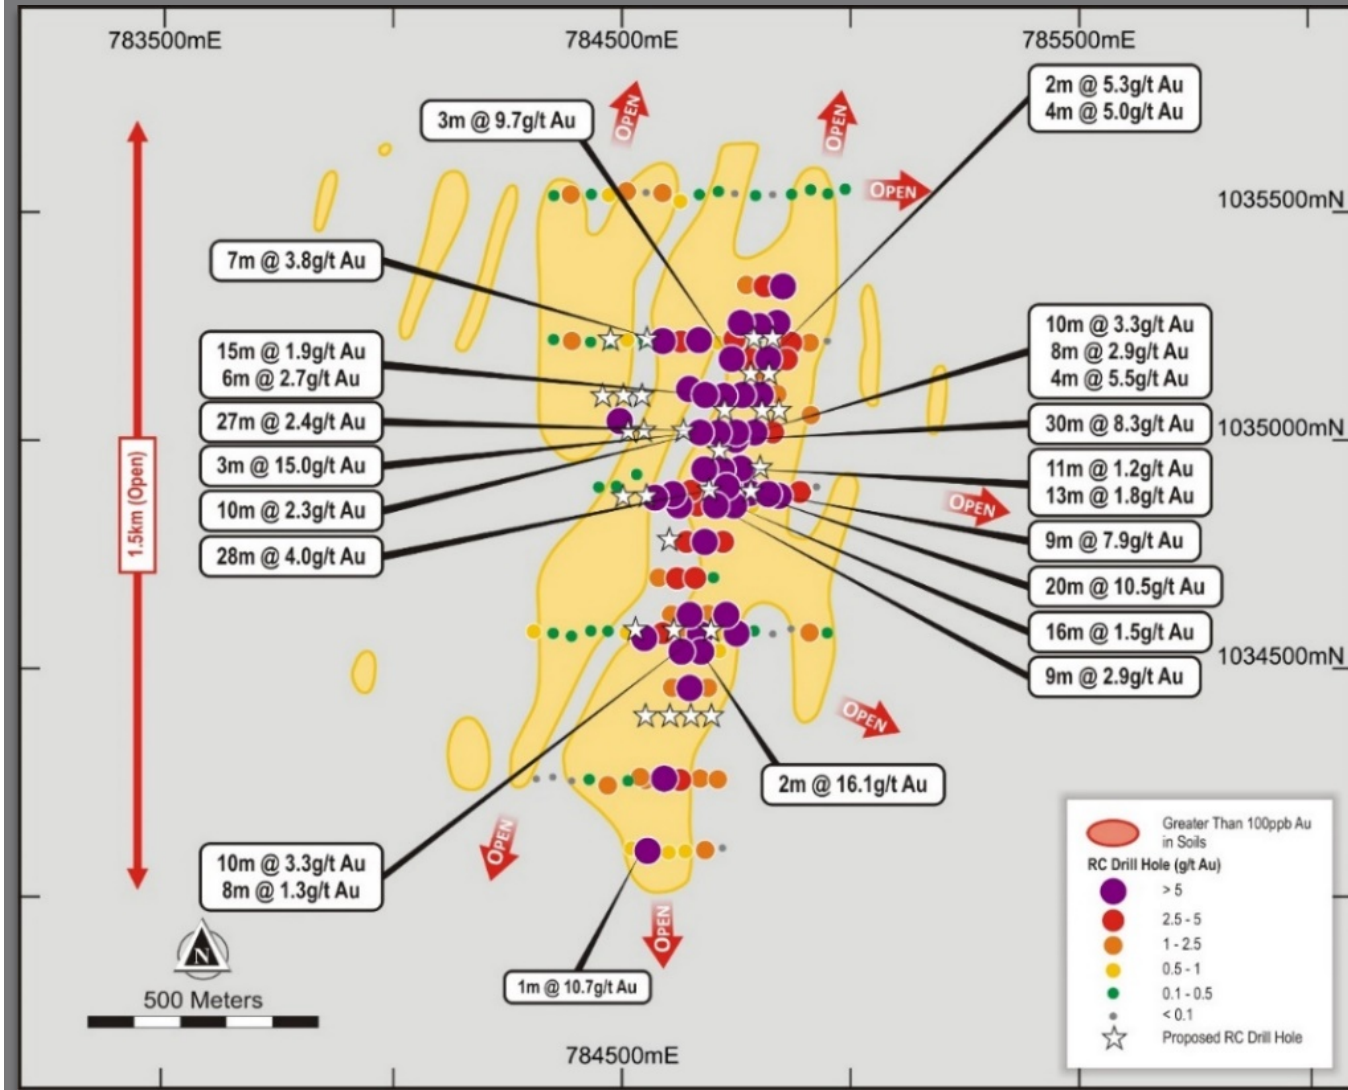 783500mE
784500mE
785500mE
2m @ 5.3g/t Au
4m @ 5.0g/t Au
3m @ 9.7g/t Au
OPEN
OPEN
OPEN
1035500mN
7m @ 3.8g/t Au
10m @ 3.3g/t Au
8m @ 2.9g/t Au
4m @ 5.5g/t Au
15m @ 1.9g/t Au
6m @ 2.7g/t Au
27m @ 2.4g/t Au
30m @ 8.3g/t Au
1035000mN
3m @ 15.0g/t Au
11m @ 1.2g/t Au
13m @ 1.8g/t Au
1.5km (Open)
10m @ 2.3g/t Au
OPEN
28m @ 4.0g/t Au
9m @ 7.9g/t Au
20m @ 10.5g/t Au
16m @ 1.5g/t Au
1034500mN
9m @ 2.9g/t Au
OPEN
2m @ 16.1g/t Au
OPEN
10m @ 3.3g/t Au
8m @ 1.3g/t Au
OPEN
1m @ 10.7g/t Au
N
500 Meters
784500mE
Greater Than 100ppb Au
in Soils
RC Drill Hole (g/t Au)
> 5
2.5 - 5
1 - 2.5
0.5 - 1
0.1 - 0.5
< 0.1
Proposed RC Drill Hole